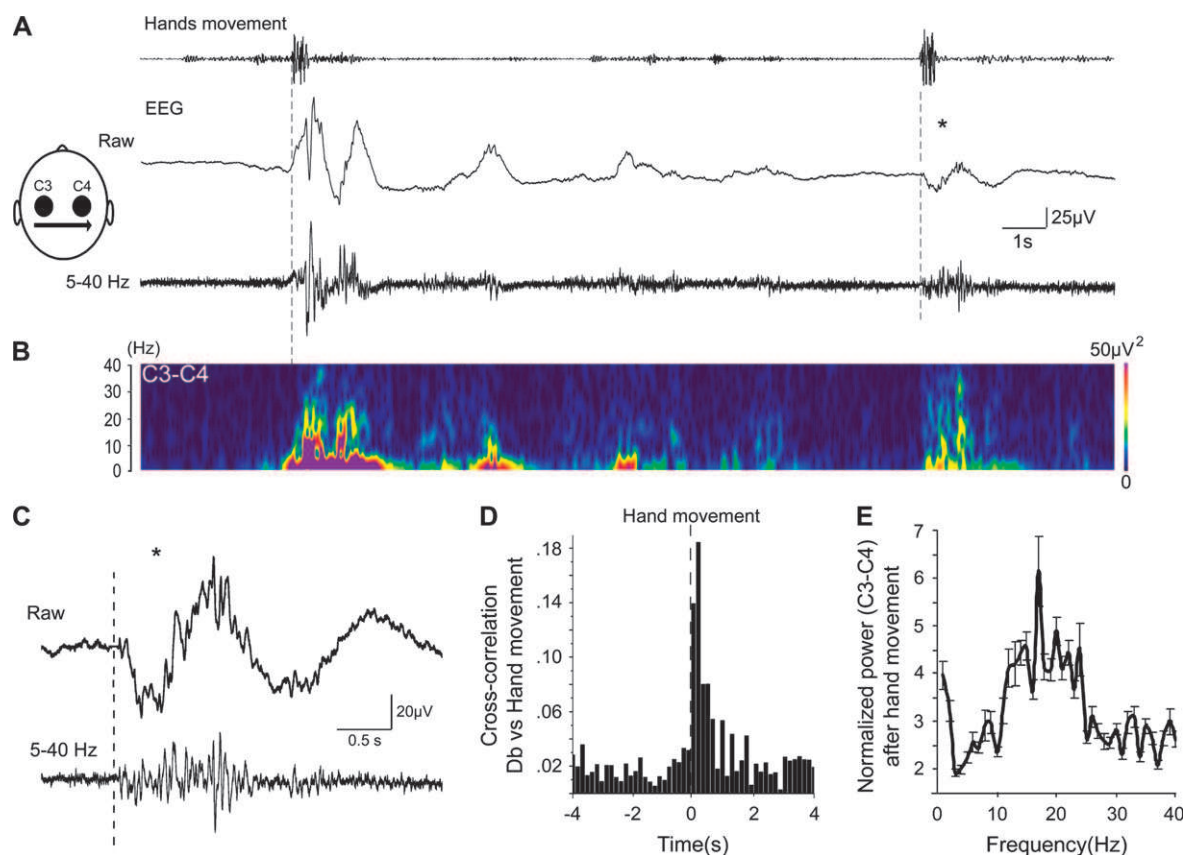 A
Hands movement
EEG
Raw
*
C3 C4
25µV
1s
5-40 Hz
B
(Hz)
50µV²
40
30
20
10
0
C3-C4
0
C
*
Raw
20µV
0.5 s
5-40 Hz
D
Hand movement
Cross-correlation
Db vs Hand movement
.18
.14
.10
.06
.02
-4 -2 0 2 4
Time(s)
E
Normalized power (C3-C4)
after hand movement
7
6
5
4
3
2
0 10 20 30 40
Frequency(Hz)